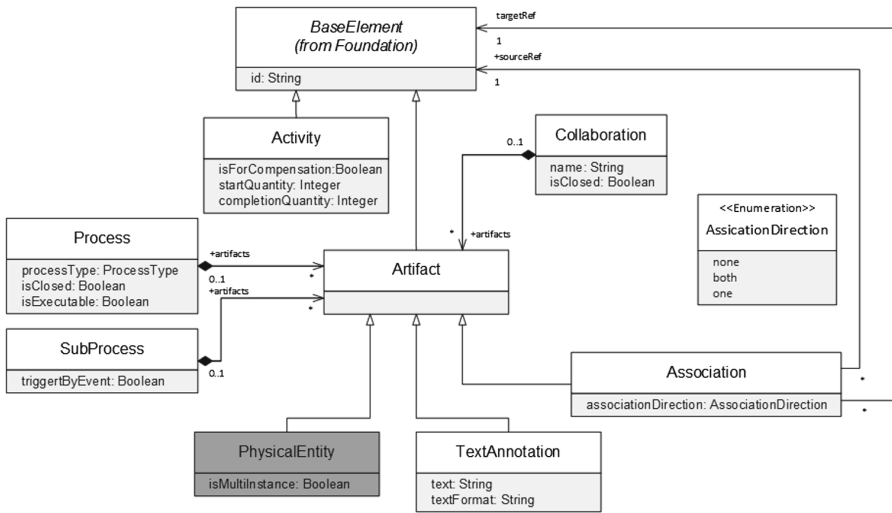 BaseElement
(from Foundation)
id: String
targetRef
1
+sourceRef
1
Activity
isForCompensation:Boolean
startQuantity: Integer
completionQuantity: Integer
Collaboration
name: String
isClosed: Boolean
0..1
*
+artifacts
<<Enumeration>>
AssicationDirection
none
both
one
Process
processType: ProcessType
isClosed: Boolean
isExecutable: Boolean
+artifacts
0..1
*
+artifacts
*
0..1
Artifact
SubProcess
triggertByEvent: Boolean
Association
associationDirection: AssociationDirection
*
*
PhysicalEntity
isMultiInstance: Boolean
TextAnnotation
text: String
textFormat: String